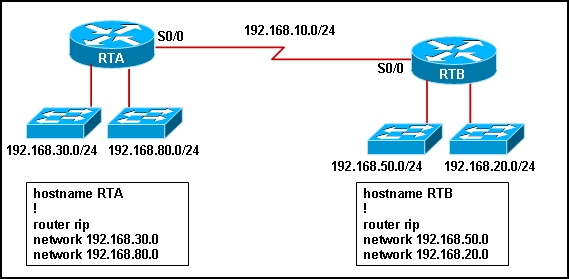 192.168.10.0/24
S0/0
RTA
S0/0
RTB
192.168.30.0/24 192.168.80.0/24
192.168.50.0/24 192.168.20.0/24
hostname RTA
!
router rip
network 192.168.30.0
network 192.168.80.0
hostname RTB
!
router rip
network 192.168.50.0
network 192.168.20.0